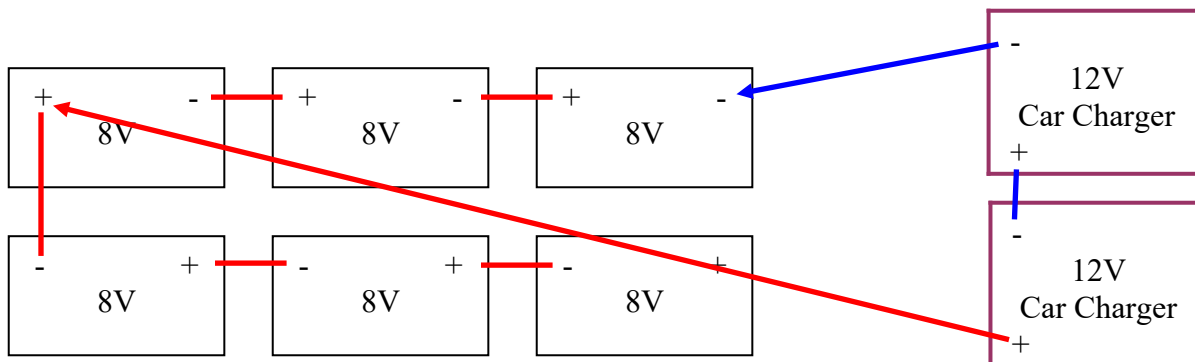 -
12V
Car Charger
+
+ -
8V
+ -
8V
+ -
8V
- +
8V
- +
8V
- +
8V
-
12V
Car Charger
+